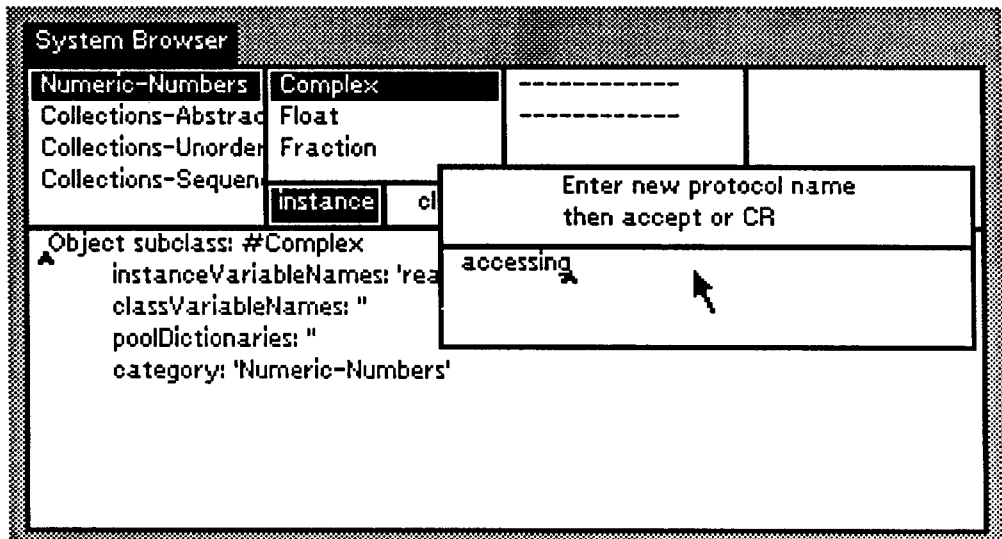 System Browser
Numeric-Numbers
Collections-Abstrac
Collections-Unorder
Collections-Sequen
Complex
Float
Fraction
instance cl
---------------
---------------
Enter new protocol name
then accept or CR
accessing
Object subclass: #Complex
instanceVariableNames: 'rea
classVariableNames: ''
poolDictionaries: ''
category: 'Numeric-Numbers'